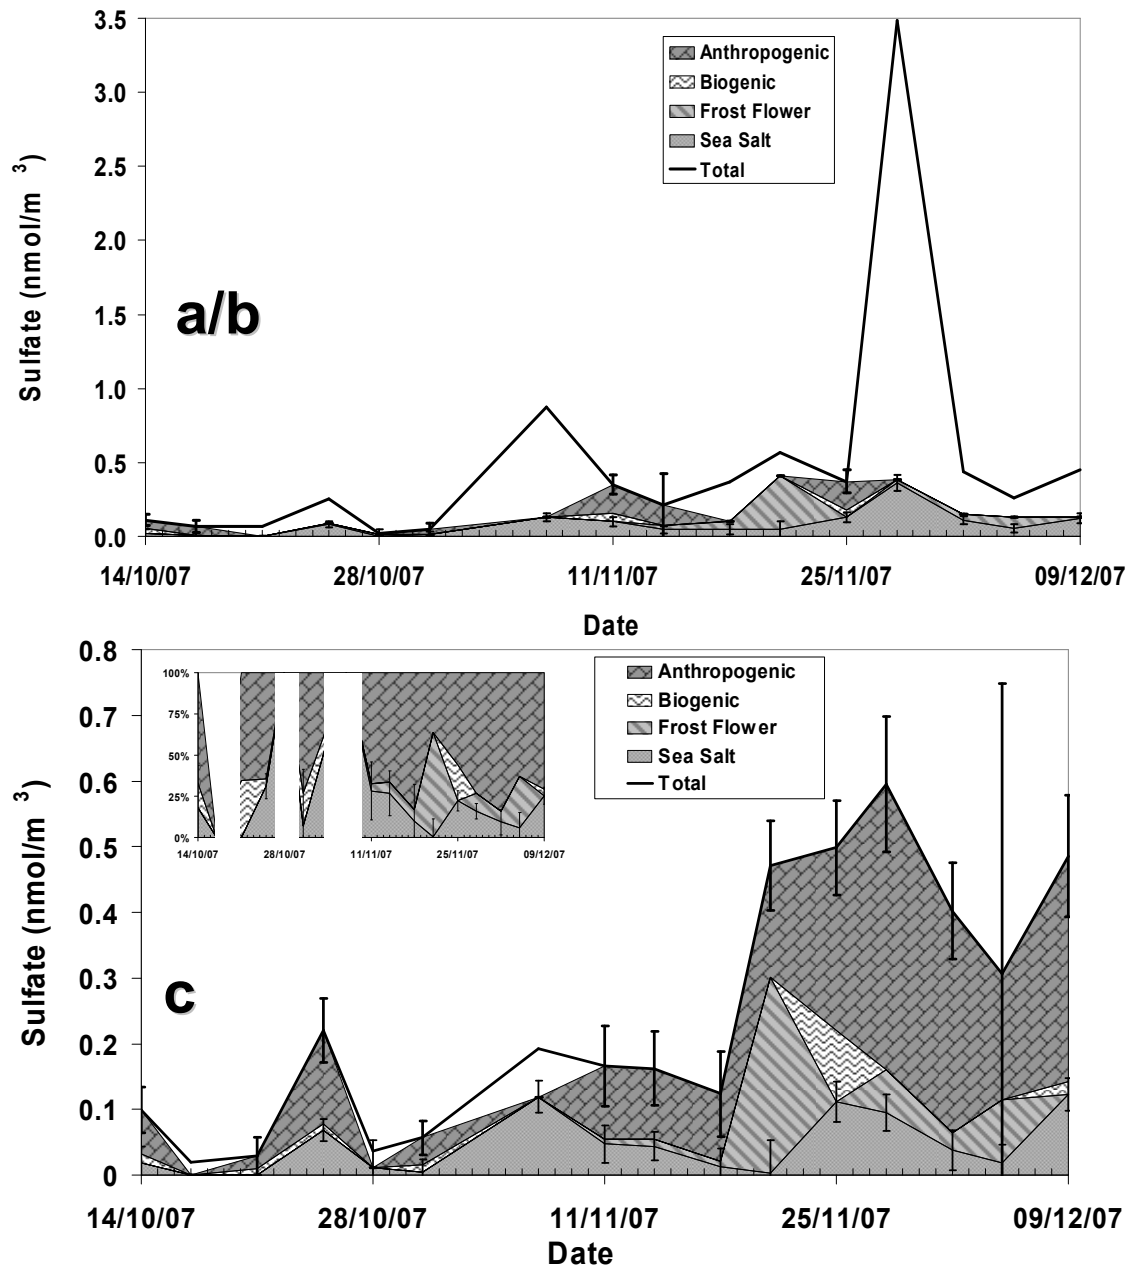 3.5
3.0
2.5
2.0
1.5
1.0
0.5
0.0
Sulfate (nmol/m 3)
Anthropogenic
Biogenic
Frost Flower
Sea Salt
Total
a/b
14/10/07 28/10/07 11/11/07 25/11/07 09/12/07
Date
0.8
0.7
0.6
0.5
0.4
0.3
0.2
0.1
0
Sulfate (nmol/m 3)
100%
75%
50%
25%
0%
14/10/07 28/10/07 11/11/07 25/11/07 09/12/07
Anthropogenic
Biogenic
Frost Flower
Sea Salt
Total
c
14/10/07 28/10/07 11/11/07 25/11/07 09/12/07
Date